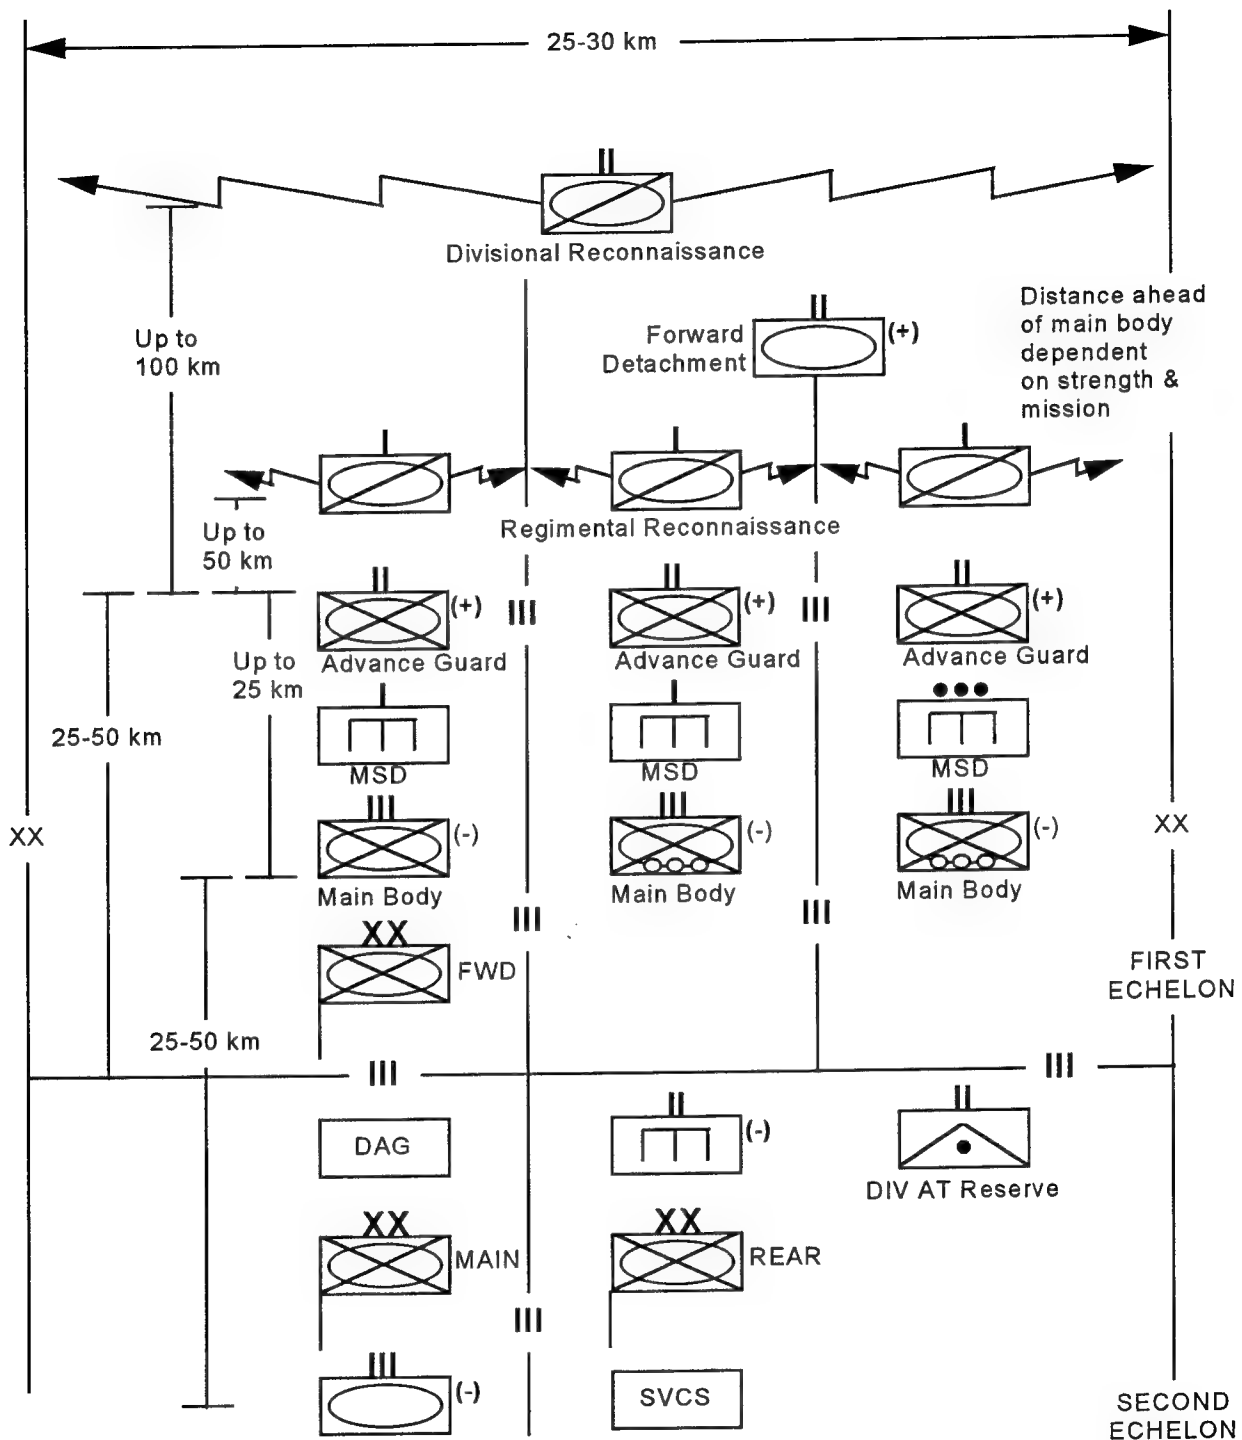 25-30 km
Divisional Reconnaissance
Distance ahead
of main body
dependent
on strength &
mission
Forward
Detachment
(+)
Up to
100 km
Regimental Reconnaissance
Up to
50 km
(+)
(+)
(+)
III
III
Advance Guard
Advance Guard
Advance Guard
Up to
25 km
25-50 km
MSD
MSD
MSD
XX
(-)
(-)
(-)
XX
Main Body
Main Body
Main Body
III
III
XX
FWD
FIRST
ECHELON
25-50 km
III
III
DAG
(-)
DIV AT Reserve
XX
MAIN
XX
REAR
III
III
(-)
SVCS
SECOND
ECHELON